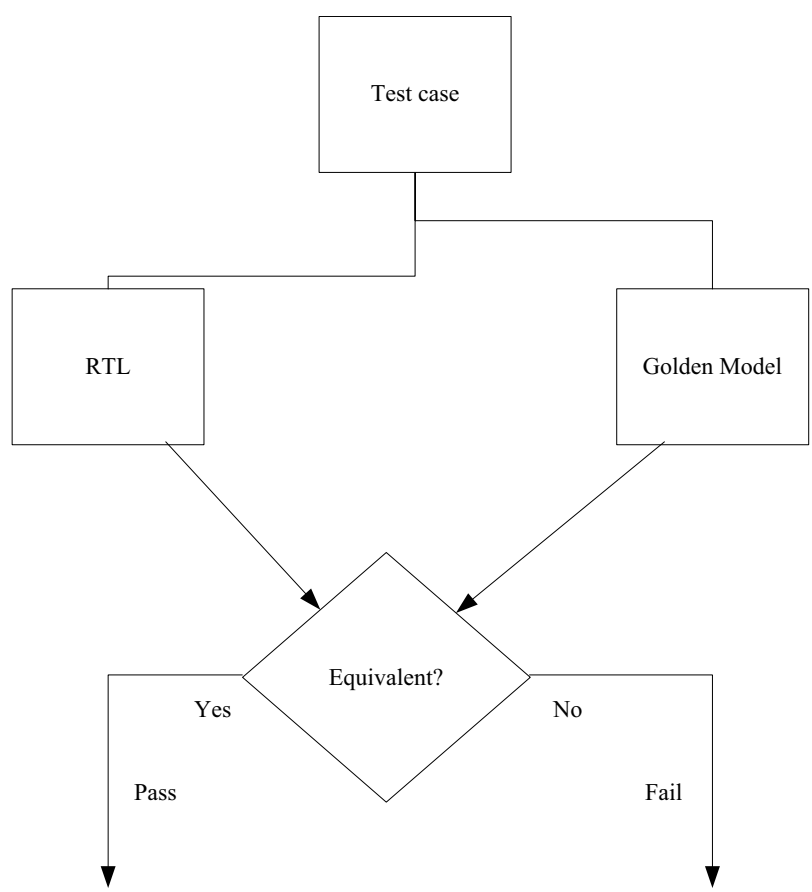 Test case
RTL
Golden Model
Equivalent?
Yes
No
Pass
Fail